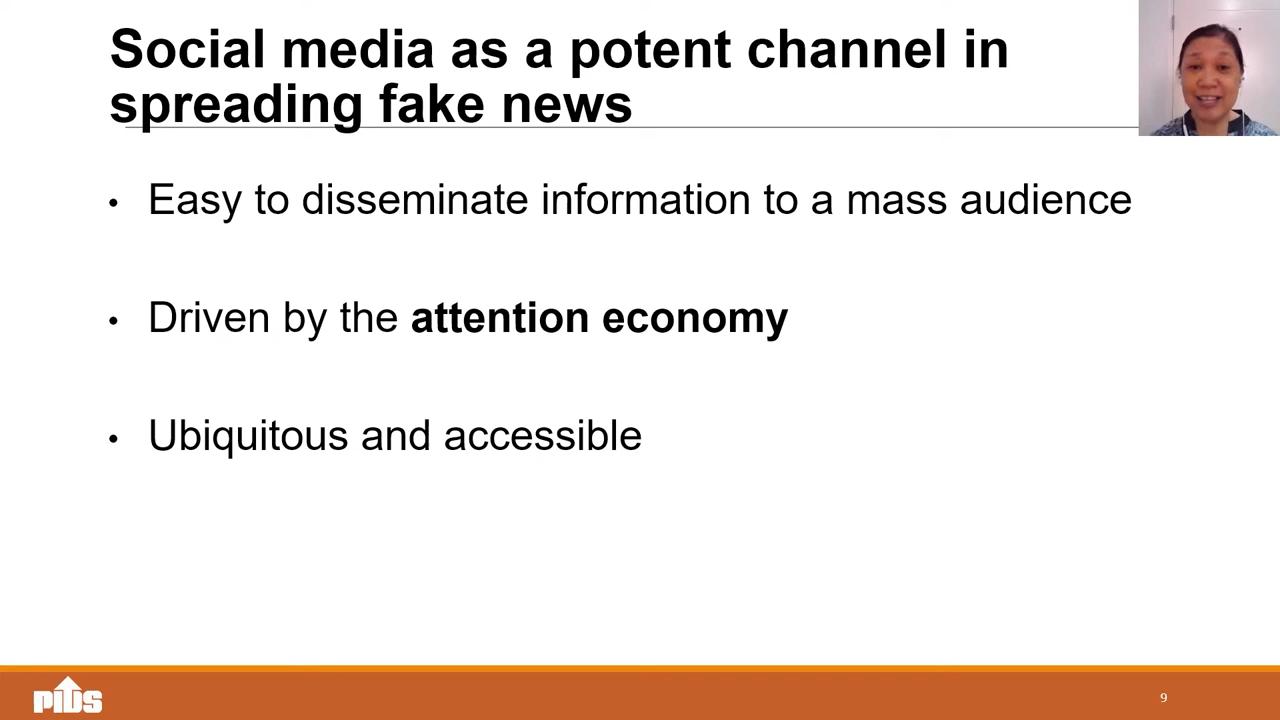 Social media as a potent channel in
spreading fake news
• Easy to disseminate information to a mass audience
• Driven by the attention economy
• Ubiquitous and accessible
PIDS
9